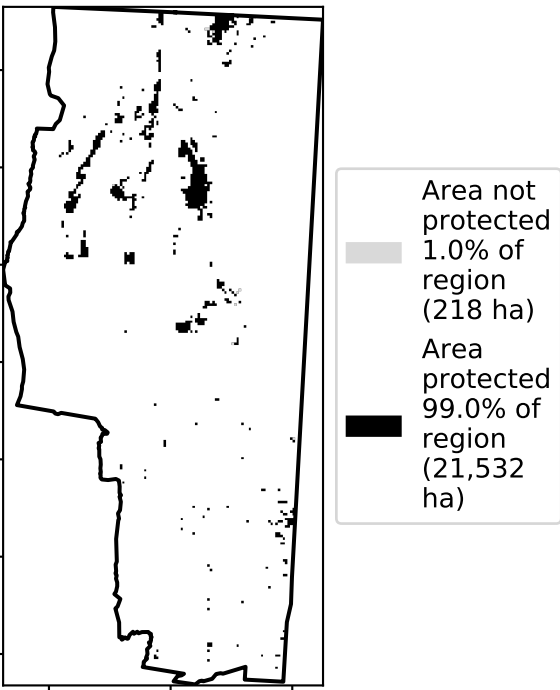 Area not
protected
1.0% of
region
(218 ha)
Area
protected
99.0% of
region
(21,532
ha)